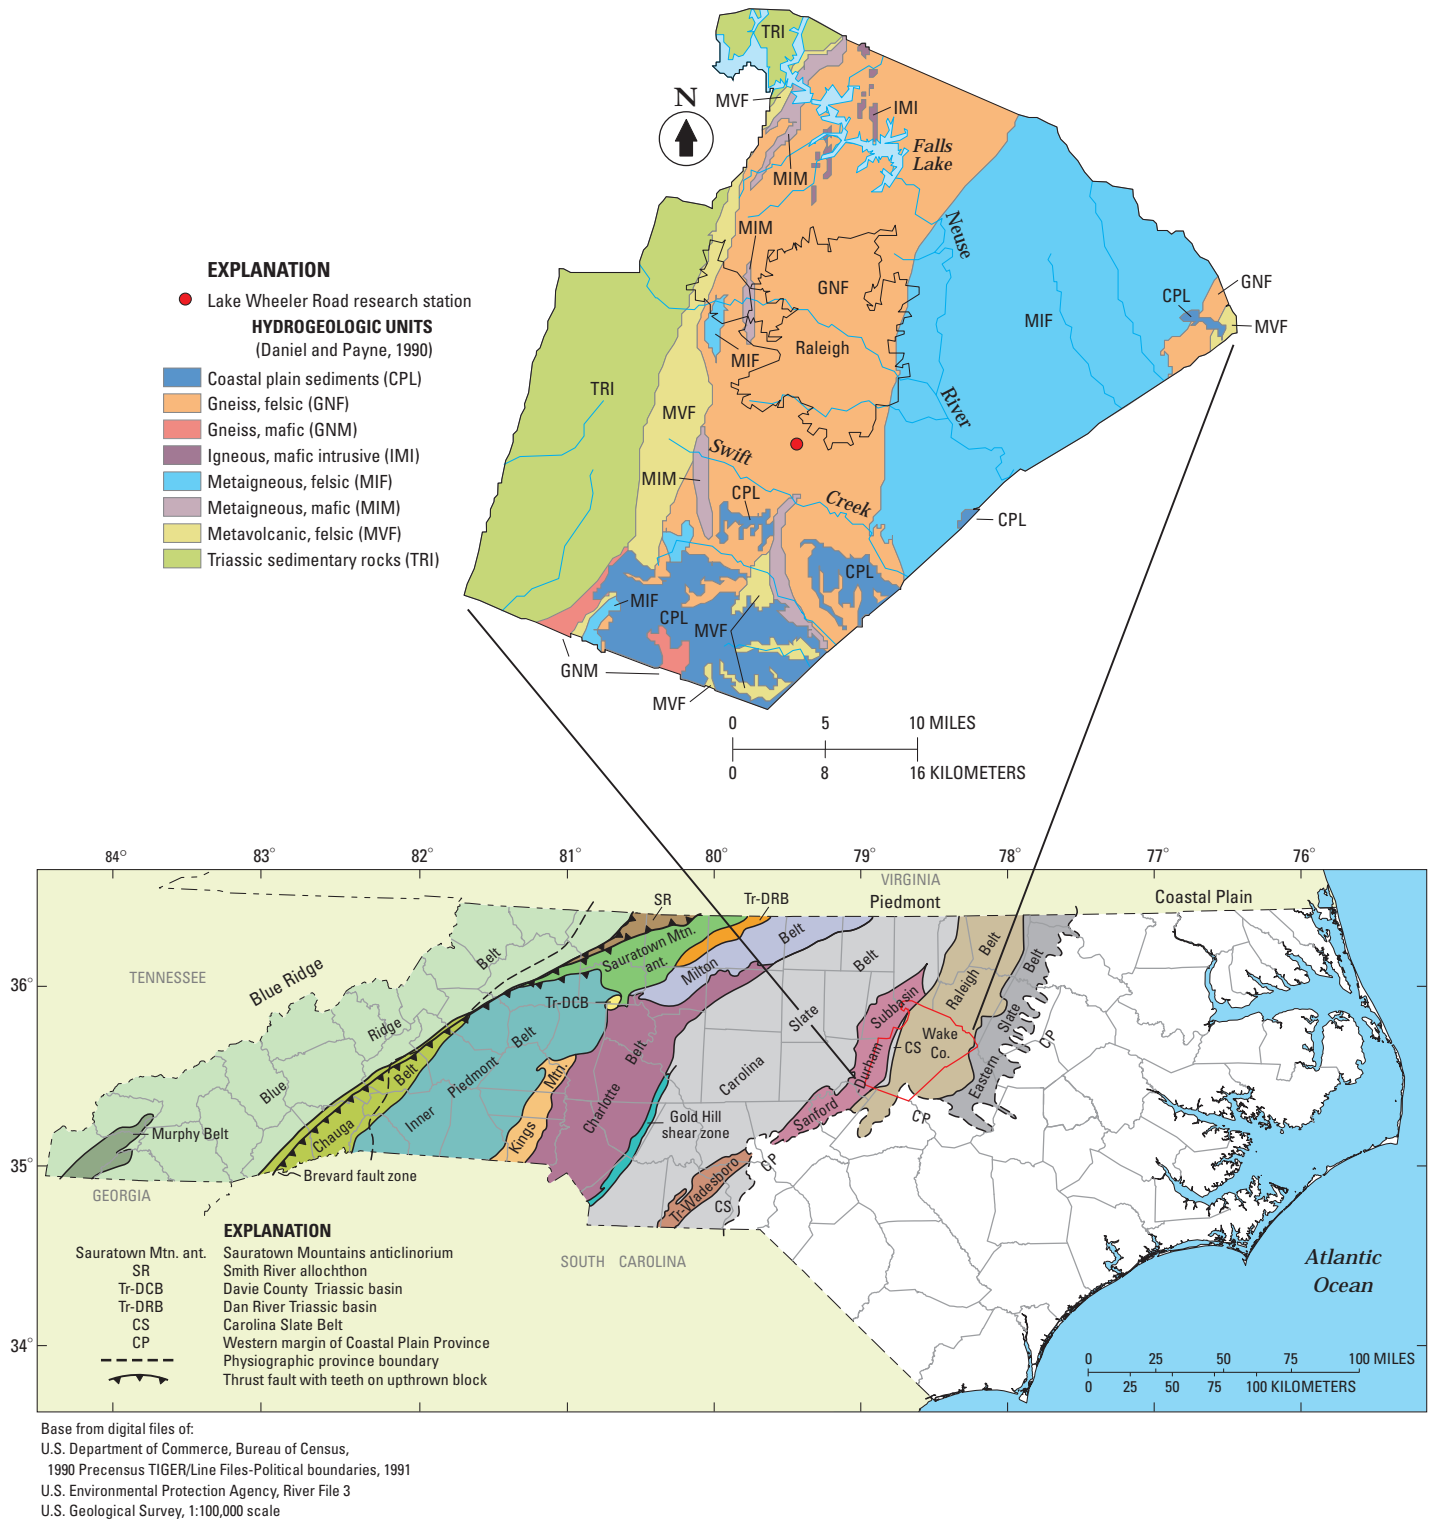 TRI
N
MVF
IMI
Falls
Lake
MIM
Neuse
MIM
EXPLANATION
Lake Wheeler Road research station
HYDROGEOLOGIC UNITS
(Daniel and Payne, 1990)
Coastal plain sediments (CPL)
Gneiss, felsic (GNF)
Gneiss, mafic (GNM)
Igneous, mafic intrusive (IMI)
Metaigneous, felsic (MIF)
Metaigneous, mafic (MIM)
Metavolcanic, felsic (MVF)
Triassic sedimentary rocks (TRI)
GNF
GNF
CPL
MIF
MVF
Raleigh
MIF
TRI
River
MVF
Swift
MIM
CPL
Creek
CPL
CPL
MIF
CPL
MVF
GNM
MVF
0 5 10 MILES
0 8 16 KILOMETERS
84° 83° 82° 81° 80° 79° 78° 77° 76°
VIRGINIA
SR
Tr-DRB
Piedmont
Coastal Plain
TENNESSEE
Blue Ridge
Belt
Sauratown Mtn.
ant.
Belt
Milton
Belt
Belt
Raleigh
Belt
36°
Tr-DCB
Ridge
Belt
Slate
Subbasin
Slate
CP
Wake
Co.
CS
Blue
Belt
Piedmont
Mtn.
Belt
Carolina
Durham
Eastern
Inner
Charlotte
Gold Hill
shear zone
Sanford
CP
Murphy Belt
Chauga
Kings
35°
CP
Brevard fault zone
GEORGIA
Tr-Wadesboro
CS
EXPLANATION
Sauratown Mtn. ant. Sauratown Mountains anticlinorium
SR Smith River allochthon
Tr-DCB Davie County Triassic basin
Tr-DRB Dan River Triassic basin
CS Carolina Slate Belt
CP Western margin of Coastal Plain Province
Physiographic province boundary
Thrust fault with teeth on upthrown block
SOUTH CAROLINA
Atlantic
Ocean
34°
0 25 50 75 100 MILES
0 25 50 75 100 KILOMETERS
Base from digital files of:
U.S. Department of Commerce, Bureau of Census,
1990 Precensus TIGER/Line Files-Political boundaries, 1991
U.S. Environmental Protection Agency, River File 3
U.S. Geological Survey, 1:100,000 scale